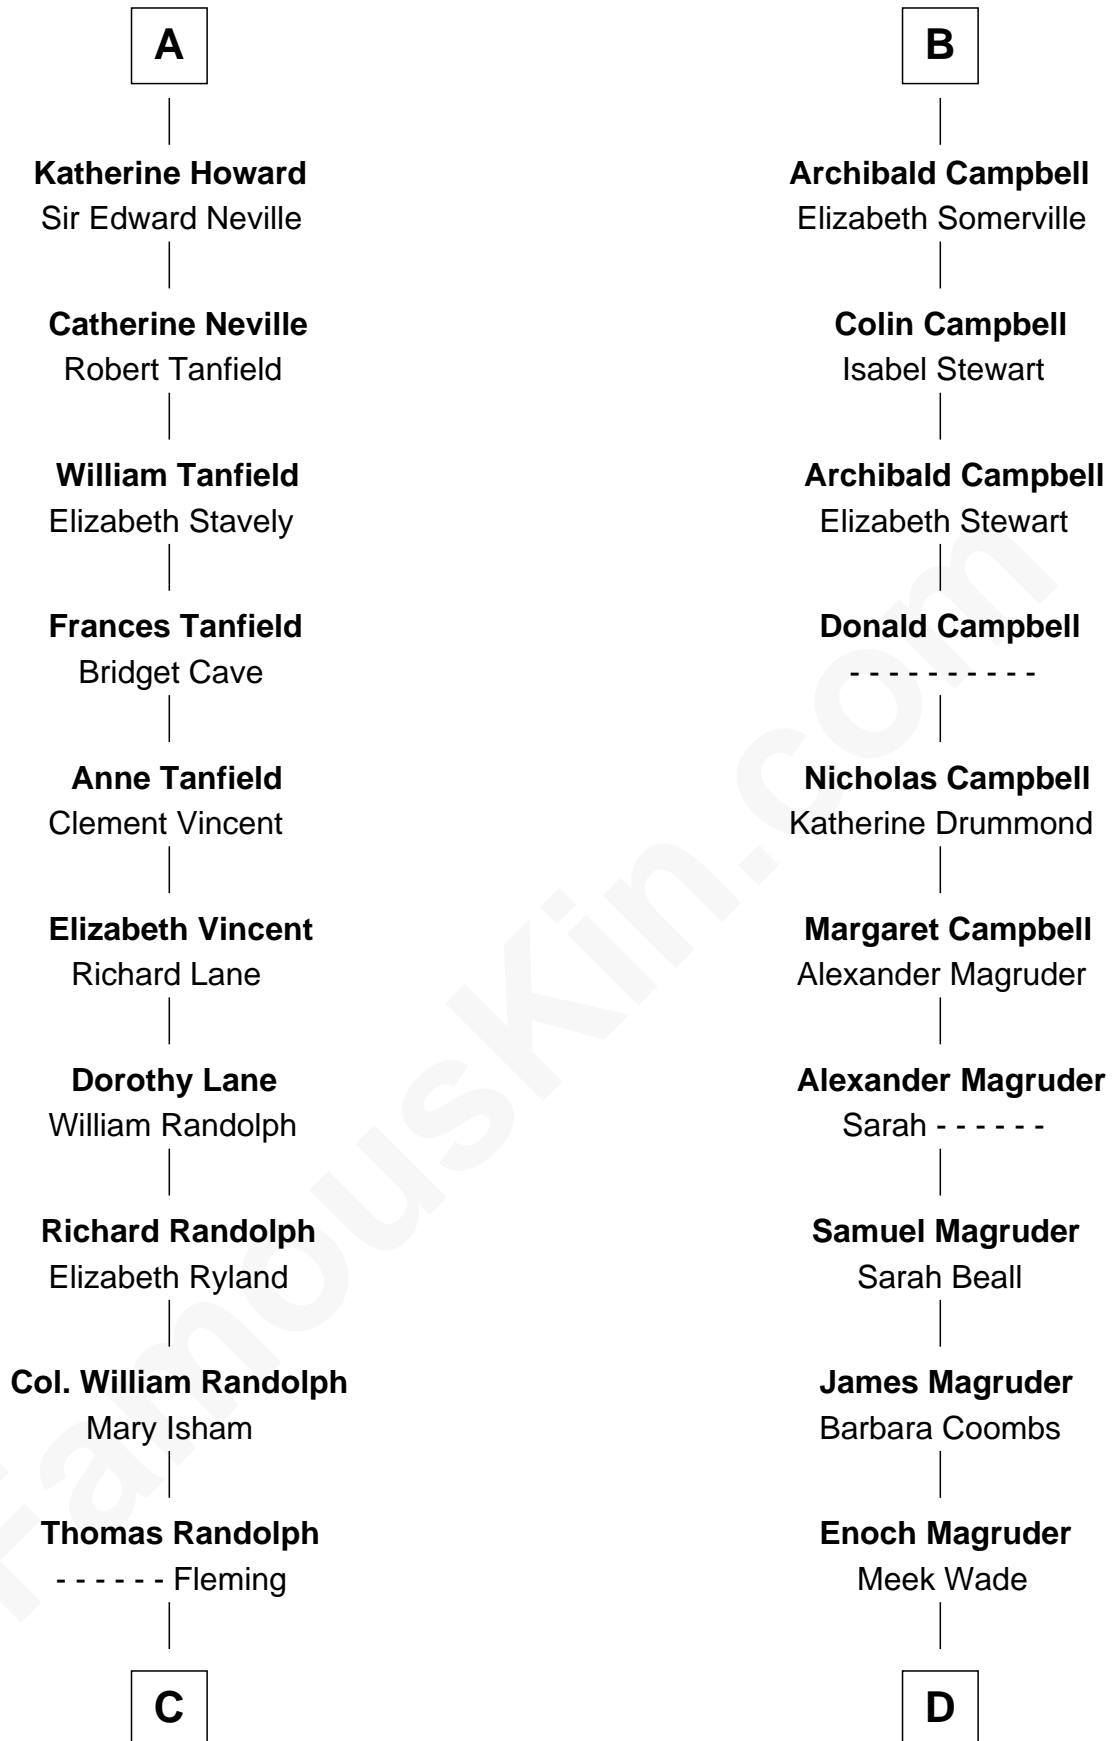 A
Katherine Howard
Sir Edward Neville
Catherine Neville
Robert Tanfield
William Tanfield
Elizabeth Stavely
Frances Tanfield
Bridget Cave
Anne Tanfield
Clement Vincent
Elizabeth Vincent
Richard Lane
Dorothy Lane
William Randolph
Richard Randolph
Elizabeth Ryland
Col. William Randolph
Mary Isham
Thomas Randolph
- - - - - - Fleming
C
B
Archibald Campbell
Elizabeth Somerville
Colin Campbell
Isabel Stewart
Archibald Campbell
Elizabeth Stewart
Donald Campbell
- - - - - - - - - -
Nicholas Campbell
Katherine Drummond
Margaret Campbell
Alexander Magruder
Alexander Magruder
Sarah - - - - - -
Samuel Magruder
Sarah Beall
James Magruder
Barbara Coombs
Enoch Magruder
Meek Wade
D
FamousKin.com